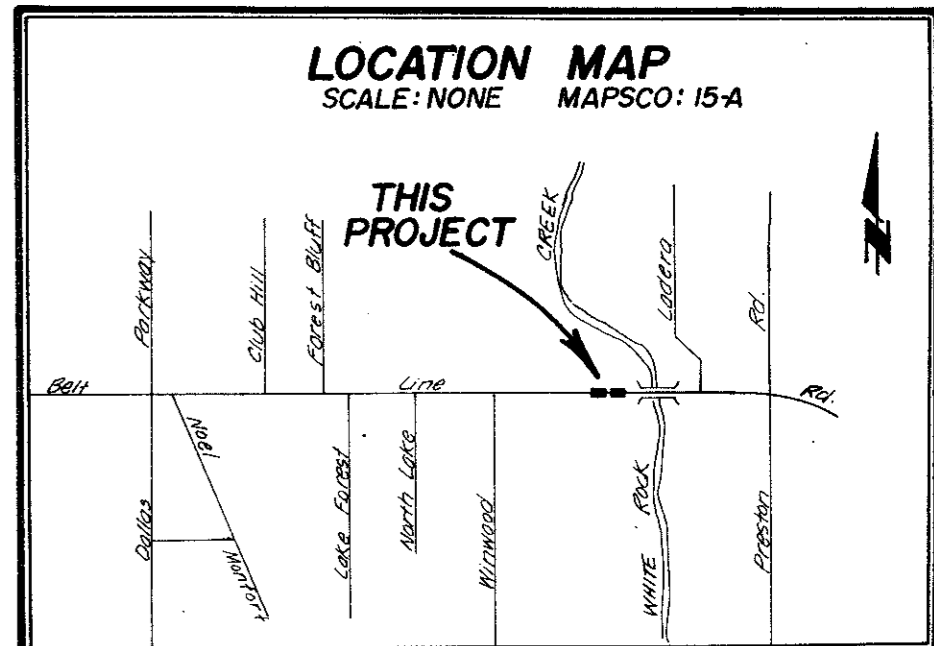 LOCATION MAP
SCALE: NONE MAPSCO: 15-A
THIS
PROJECT
N
CREEK
Ladera
Parkway
Club Hill
Forest Bluff
Rd.
Belt
Line
Rd.
Noel
Dallas
Montfort
Lake Forest
North Lake
Winwood
WHITE ROCK
Preston